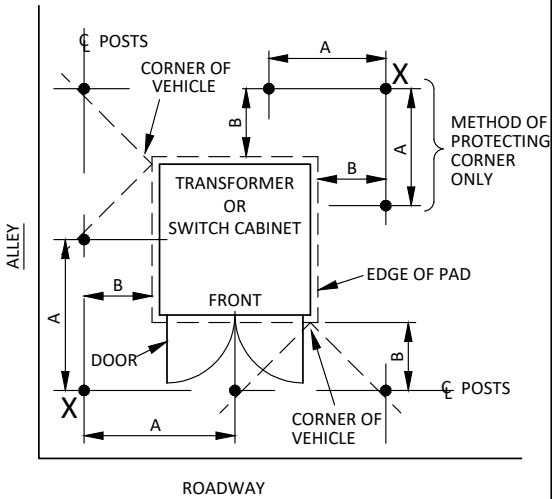 ℄ POSTS
A
CORNER OF
VEHICLE
X
B
A
METHOD OF
PROTECTING
CORNER
ONLY
B
TRANSFORMER
OR
SWITCH CABINET
ALLEY
EDGE OF PAD
B
A
FRONT
DOOR
B
X
℄ POSTS
A
CORNER OF
VEHICLE
ROADWAY